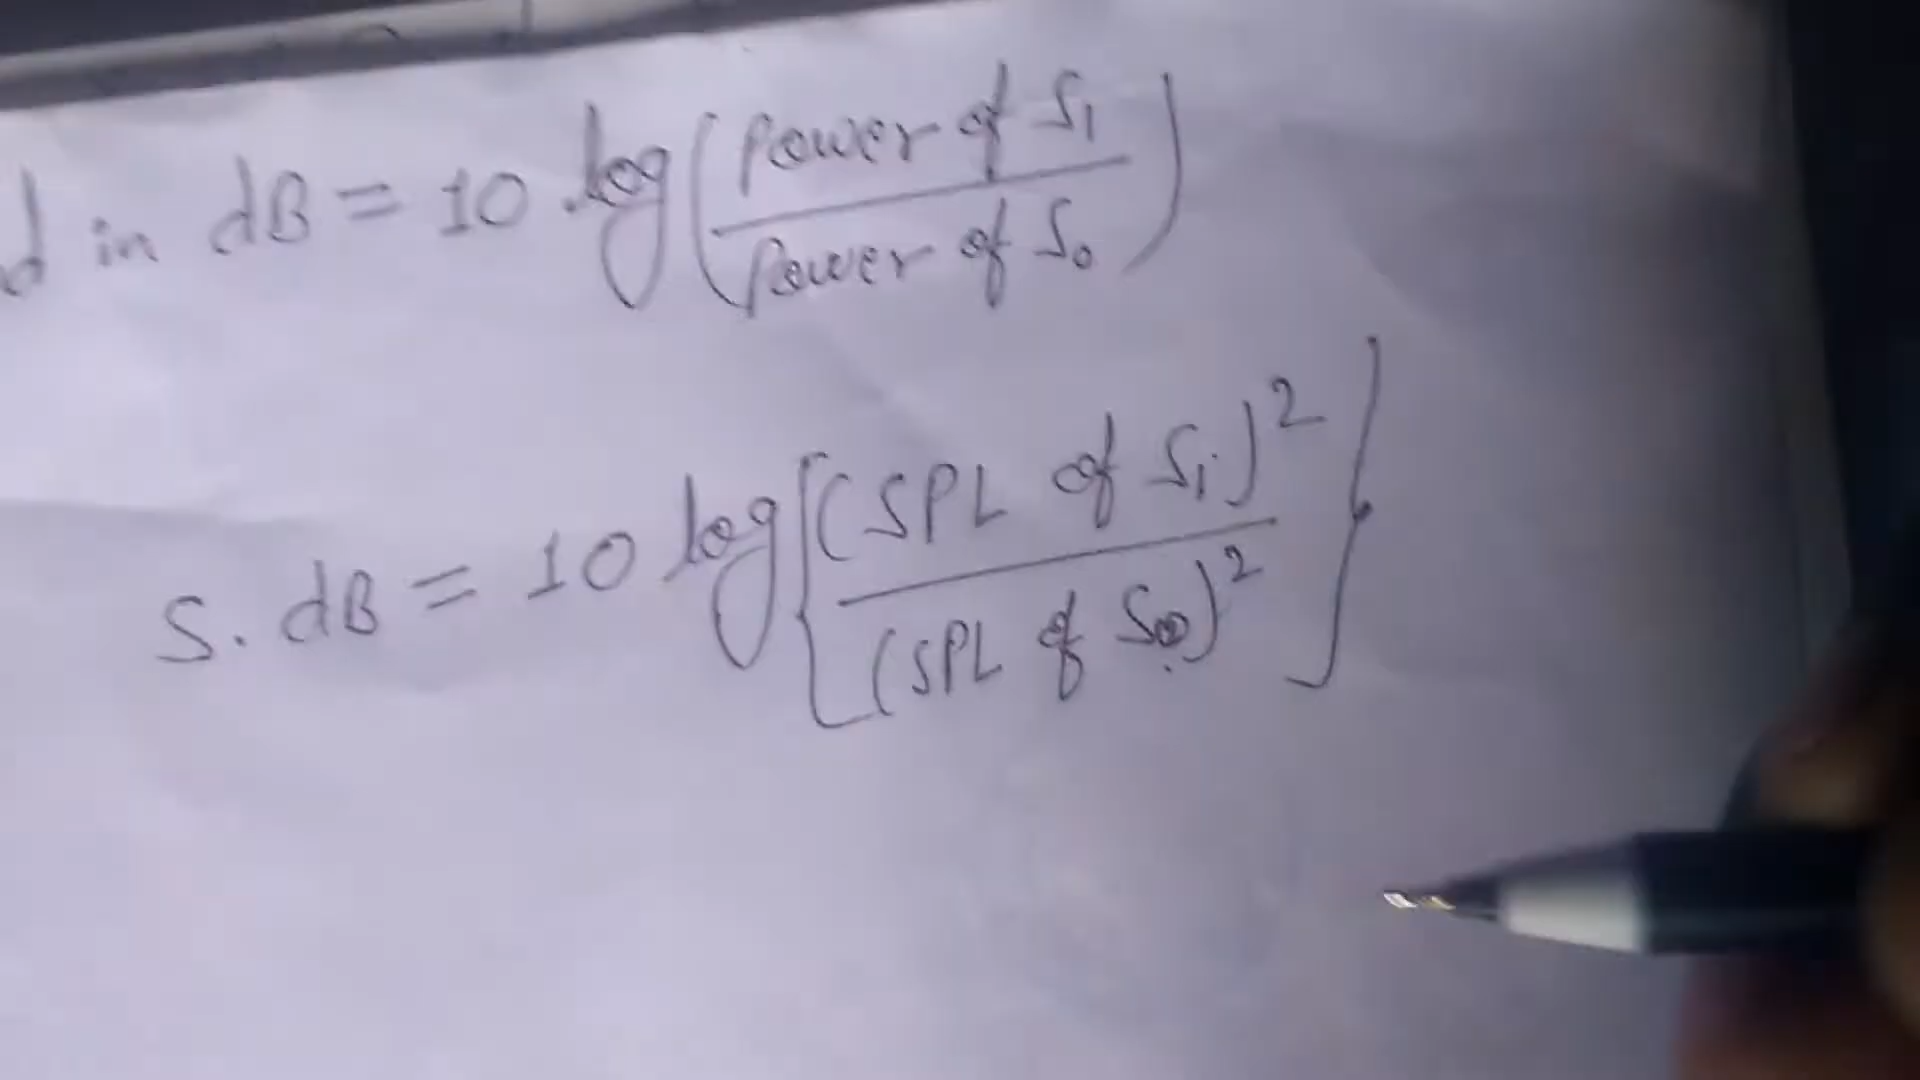 in dB = 10 log(Power of S1 / Power of S0)
S. dB = 10 log[(SPL of S1)² / (SPL of S0)²]